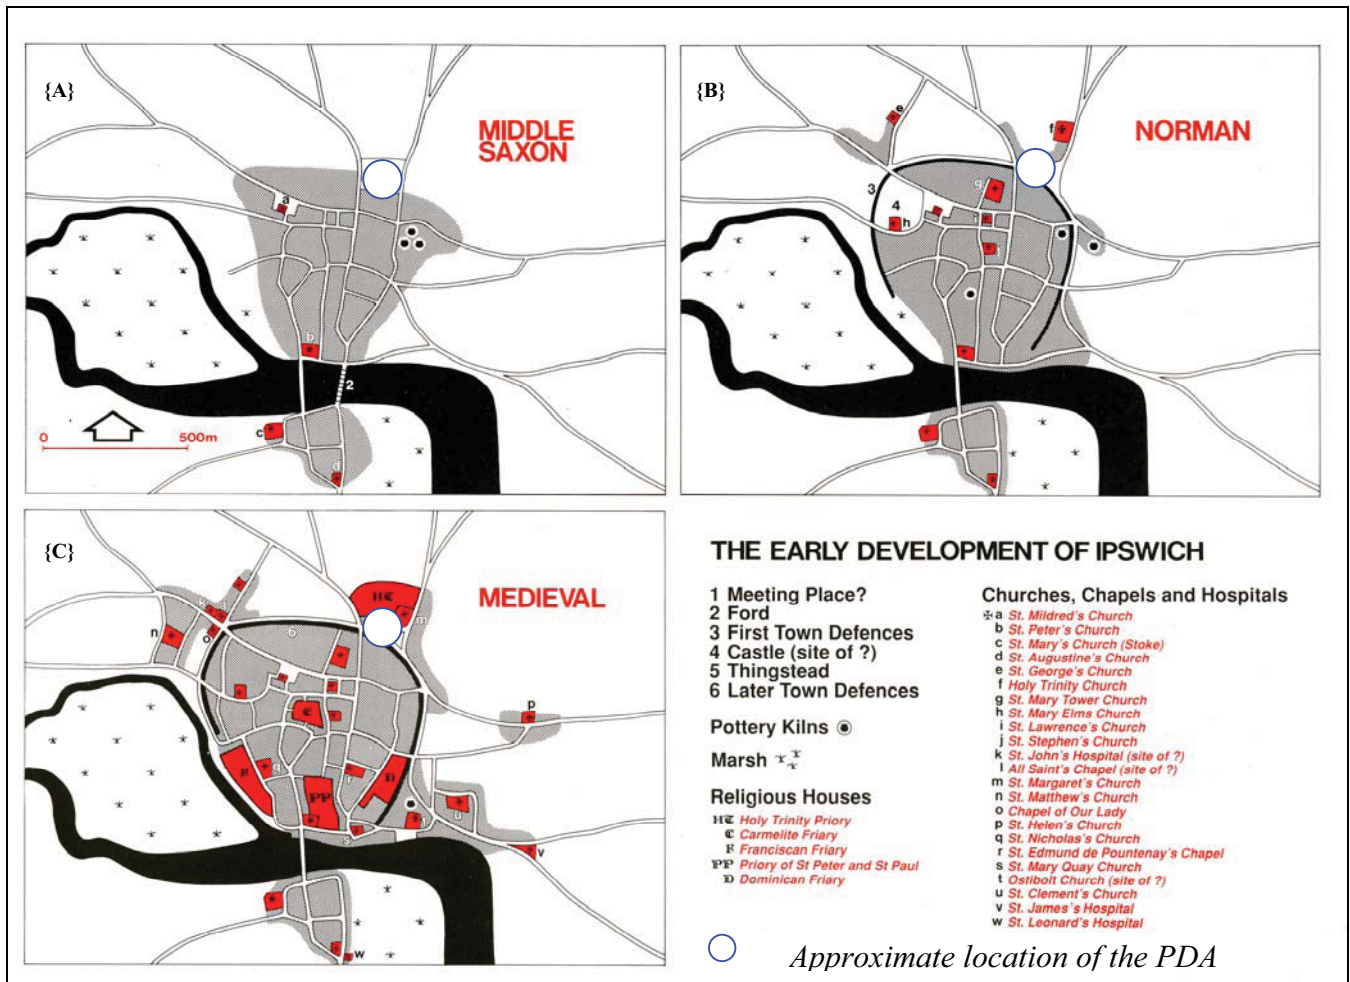 {A}
MIDDLE
SAXON
a
b
2
c
d
0 500m
{B}
NORMAN
e
f
3
4
g
h
i
j
{C}
MEDIEVAL
HT
m
k
l
n
o
6
p
C
F
q
PP
r
D
s
t
u
v
w
THE EARLY DEVELOPMENT OF IPSWICH
1 Meeting Place?
2 Ford
3 First Town Defences
4 Castle (site of ?)
5 Thingstead
6 Later Town Defences
Pottery Kilns
Marsh
Religious Houses
HT Holy Trinity Priory
C Carmelite Friary
F Franciscan Friary
PP Priory of St Peter and St Paul
D Dominican Friary
Churches, Chapels and Hospitals
a St. Mildred's Church
b St. Peter's Church
c St. Mary's Church (Stoke)
d St. Augustine's Church
e St. George's Church
f Holy Trinity Church
g St. Mary Tower Church
h St. Mary Elms Church
i St. Lawrence's Church
j St. Stephen's Church
k St. John's Hospital (site of ?)
l All Saint's Chapel (site of ?)
m St. Margaret's Church
n St. Matthew's Church
o Chapel of Our Lady
p St. Helen's Church
q St. Nicholas's Church
r St. Edmund de Pountenay's Chapel
s St. Mary Quay Church
t Ostibolt Church (site of ?)
u St. Clement's Church
v St. James's Hospital
w St. Leonard's Hospital
Approximate location of the PDA